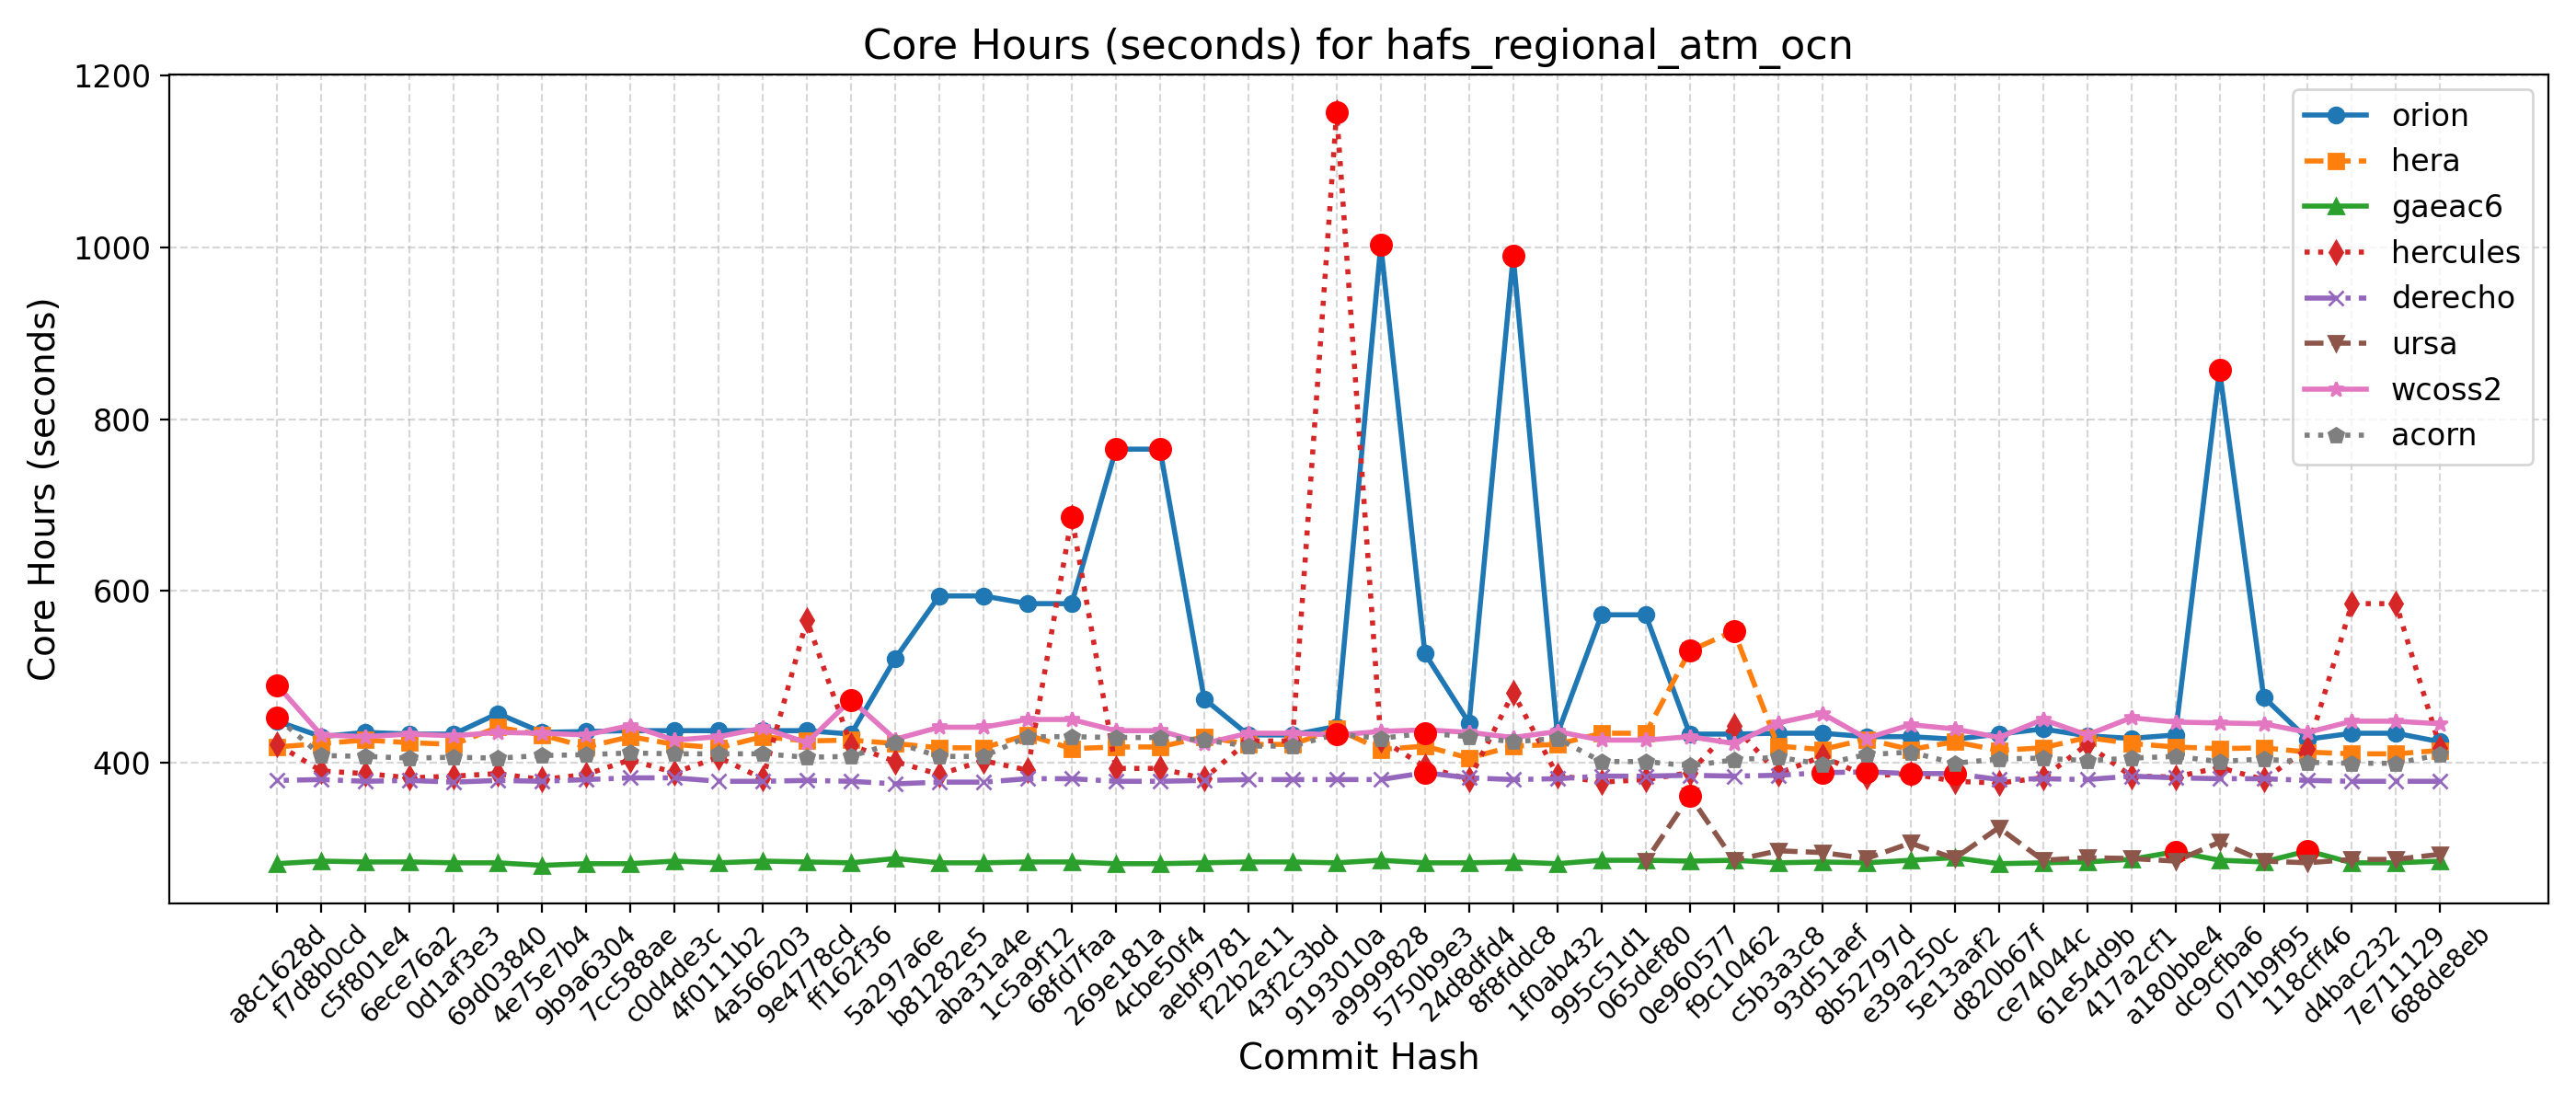 Core Hours (seconds) for hafs_regional_atm_ocn
Core Hours (seconds)
1200
1000
800
600
400
orion
hera
gaeac6
hercules
derecho
ursa
wcoss2
acorn
a8c1628d
f7d8b0cd
c5f801e4
6ece76a2
0d1af3e3
69d03840
4e75e7b4
9b9a6304
7cc588ae
c0d4de3c
4f0111b2
4a566203
9e4778cd
ff162f36
5a297a6e
b81282e5
aba31a4e
1c5a9f12
68fd7faa
269e181a
4cbe50f4
aebf9781
f22b2e11
43f2c3bd
9193010a
a9999828
5750b9e3
24d8dfd4
8f8fddc8
1f0ab432
995c51d1
065def80
0e960577
f9c10462
c5b3a3c8
93d51aef
8b52797d
e39a250c
5e13aaf2
d820b67f
ce74044c
61e54d9b
417a2cf1
a180bbe4
dc9cfba6
071b9f95
118cff46
d4bac232
7e711129
688de8eb
Commit Hash